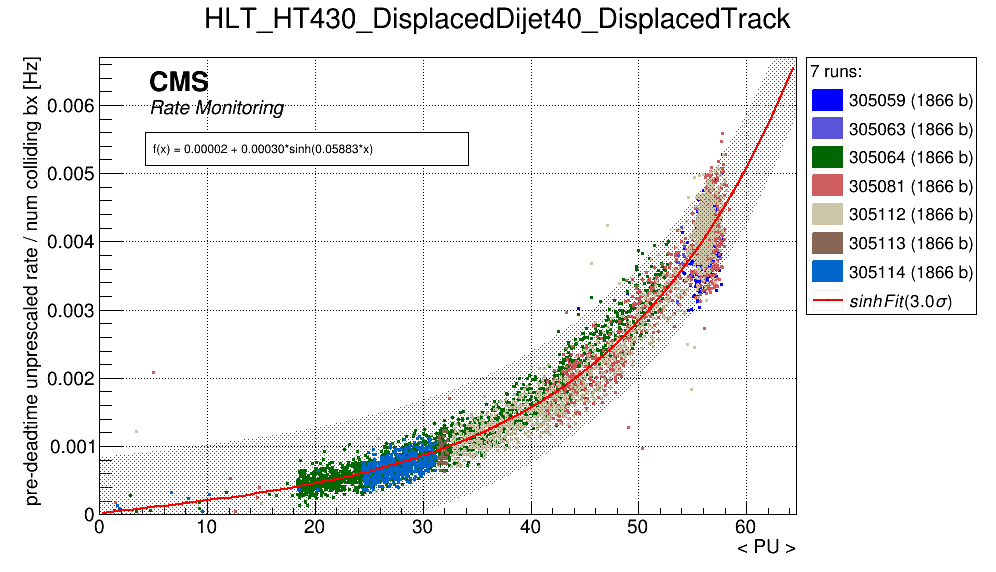 HLT_HT430_DisplacedDijet40_DisplacedTrack
CMS
Rate Monitoring
f(x) = 0.00002 + 0.00030*sinh(0.05883*x)
pre-deadtime unprescaled rate / num colliding bx [Hz]
0.006
0.005
0.004
0.003
0.002
0.001
0
0 10 20 30 40 50 60
< PU >
7 runs:
305059 (1866 b)
305063 (1866 b)
305064 (1866 b)
305081 (1866 b)
305112 (1866 b)
305113 (1866 b)
305114 (1866 b)
sinhFit(3.0σ)